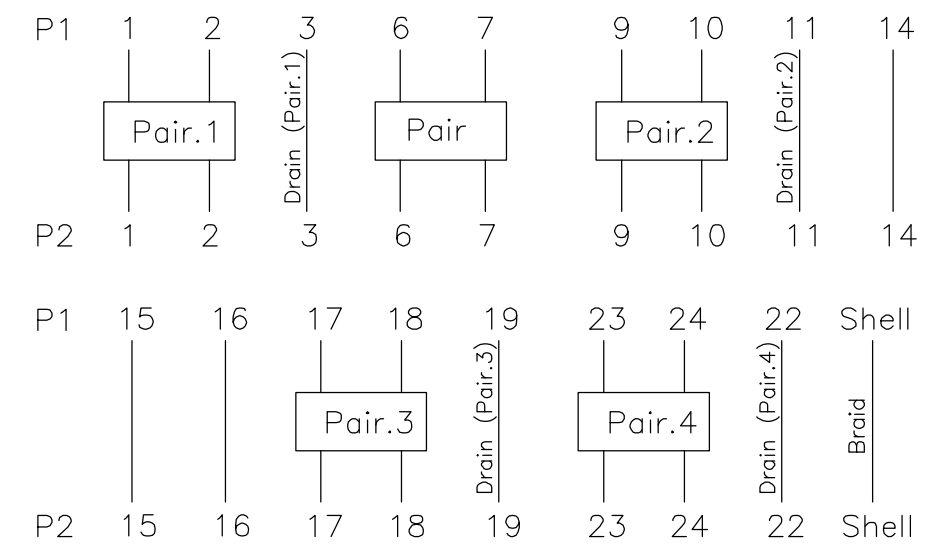 P1 1 2 3 6 7 9 10 11 14
Drain (Pair.1)
Drain (Pair.2)
Pair.1 Pair Pair.2
P2 1 2 3 6 7 9 10 11 14
P1 15 16 17 18 19 23 24 22 Shell
Drain (Pair.3)
Drain (Pair.4)
Braid
Pair.3 Pair.4
P2 15 16 17 18 19 23 24 22 Shell